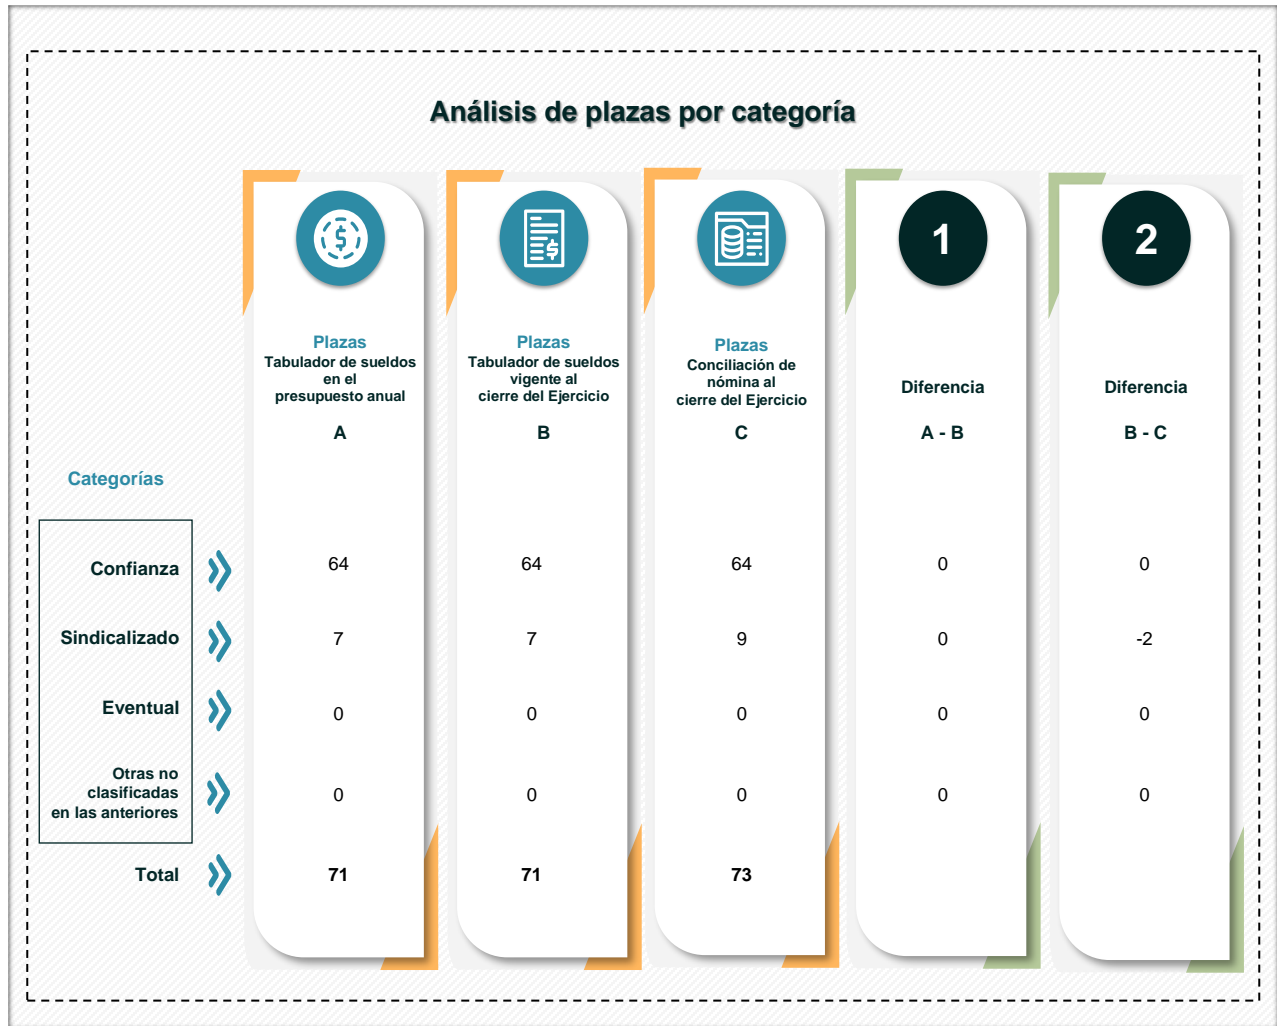 Análisis de plazas por categoría
$
$
1
2
Plazas
Tabulador de sueldos
en el
presupuesto anual
A
Plazas
Tabulador de sueldos
vigente al
cierre del Ejercicio
B
Plazas
Conciliación de
nómina al
cierre del Ejercicio
C
Diferencia
A - B
Diferencia
B - C
Categorías
Confianza 64 64 64 0 0
Sindicalizado 7 7 9 0 -2
Eventual 0 0 0 0 0
Otras no
clasificadas
en las anteriores
0 0 0 0 0
Total 71 71 73